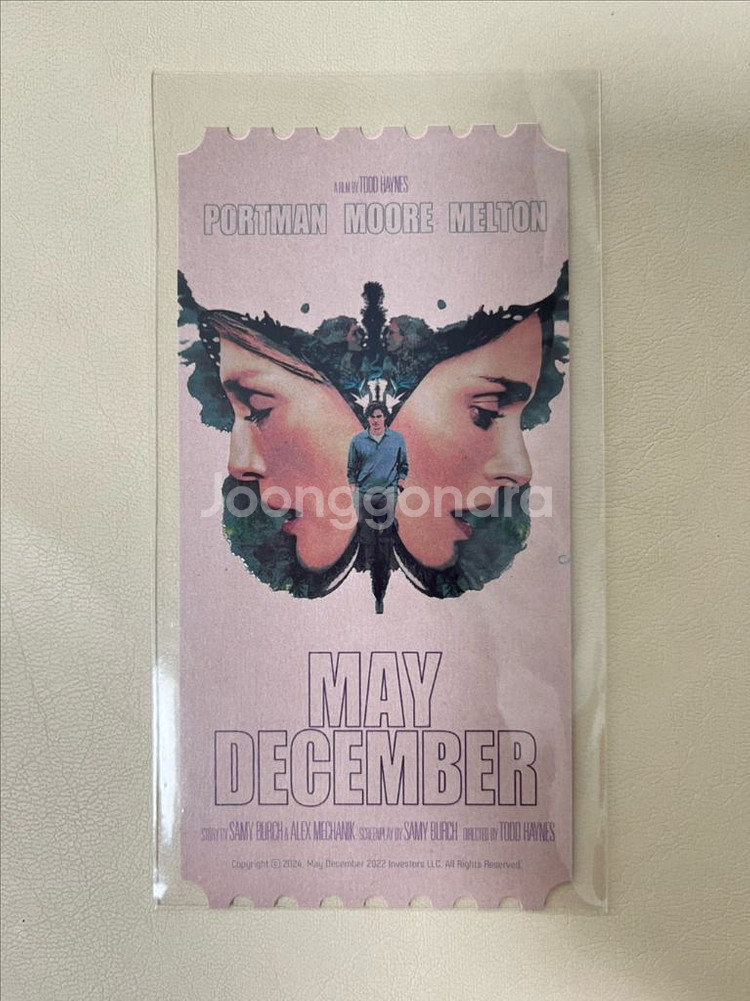 A FILM BY TODD HAYNES
PORTMAN MOORE MELTON
Joonggonara
MAY
DECEMBER
STORY BY SAMY BURCH & ALEX MECHANIK SCREENPLAY BY SAMY BURCH DIRECTED BY TODD HAYNES
Copyright ⓒ 2024. May December 2022 Investors LLC. All Rights Reserved.